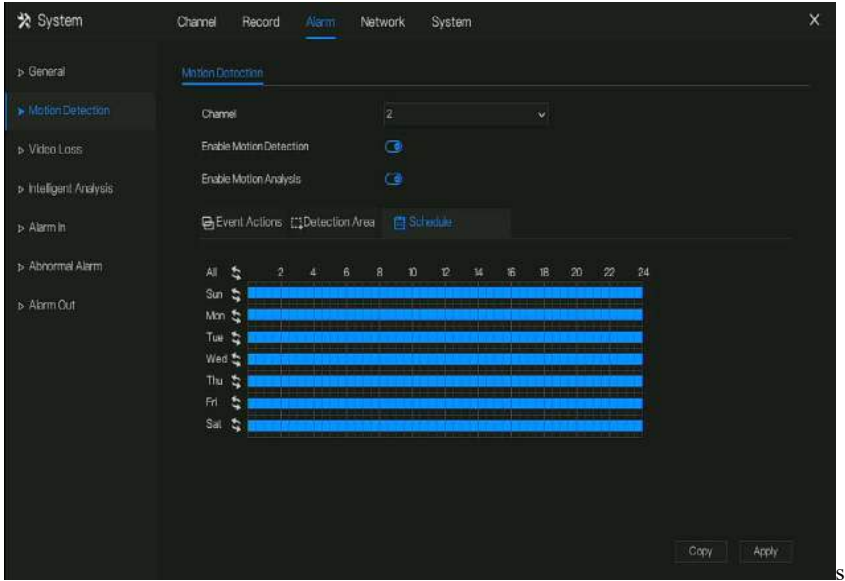 System Channel Record Alarm Network System X
General
Motion Detection
Motion Detection
Channel 2
Enable Motion Detection
Video Loss
Enable Motion Analysis
Intelligent Analysis
Event Actions Detection Area Schedule
Alarm In
Abnormal Alarm
All 2 4 6 8 10 12 14 16 18 20 22 24
Sun
Alarm Out
Mon
Tue
Wed
Thu
Fri
Sat
Copy Apply
s